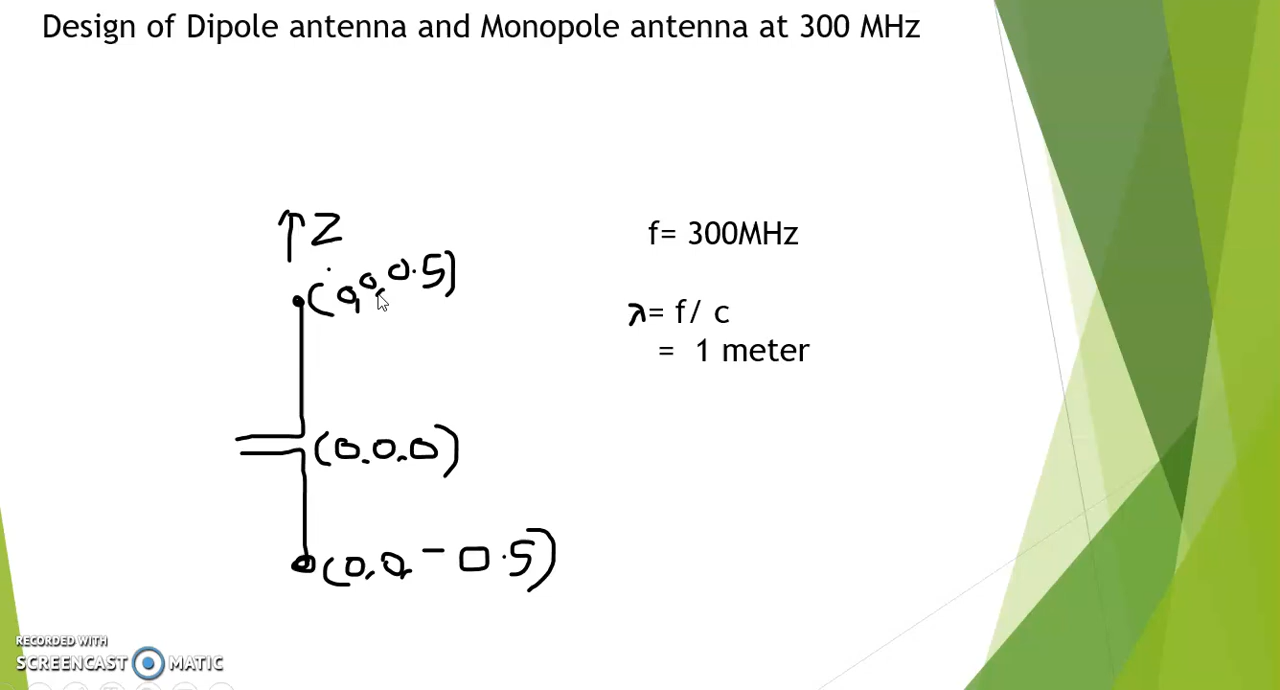 Design of Dipole antenna and Monopole antenna at 300 MHz
↑Z
(0,0,0.5)
f= 300MHz
λ= f/ c
= 1 meter
(0.0.0)
(0,0,-0.5)
RECORDED WITH
SCREENCAST MATIC